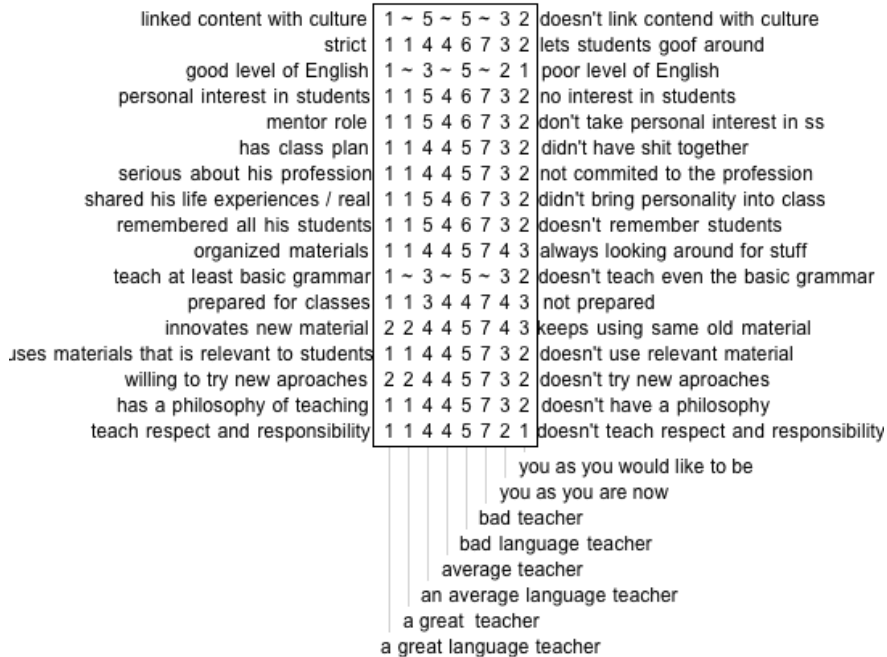 linked content with culture 1 ~ 5 ~ 5 ~ 3 2 doesn't link contend with culture
strict 1 1 4 4 6 7 3 2 lets students goof around
good level of English 1 ~ 3 ~ 5 ~ 2 1 poor level of English
personal interest in students 1 1 5 4 6 7 3 2 no interest in students
mentor role 1 1 5 4 6 7 3 2 don't take personal interest in ss
has class plan 1 1 4 4 5 7 3 2 didn't have shit together
serious about his profession 1 1 4 4 5 7 3 2 not commited to the profession
shared his life experiences / real 1 1 5 4 6 7 3 2 didn't bring personality into class
remembered all his students 1 1 5 4 6 7 3 2 doesn't remember students
organized materials 1 1 4 4 5 7 4 3 always looking around for stuff
teach at least basic grammar 1 ~ 3 ~ 5 ~ 3 2 doesn't teach even the basic grammar
prepared for classes 1 1 3 4 4 7 4 3 not prepared
innovates new material 2 2 4 4 5 7 4 3 keeps using same old material
uses materials that is relevant to students 1 1 4 4 5 7 3 2 doesn't use relevant material
willing to try new aproaches 2 2 4 4 5 7 3 2 doesn't try new aproaches
has a philosophy of teaching 1 1 4 4 5 7 3 2 doesn't have a philosophy
teach respect and responsibility 1 1 4 4 5 7 2 1 doesn't teach respect and responsibility
you as you would like to be
you as you are now
bad teacher
bad language teacher
average teacher
an average language teacher
a great teacher
a great language teacher